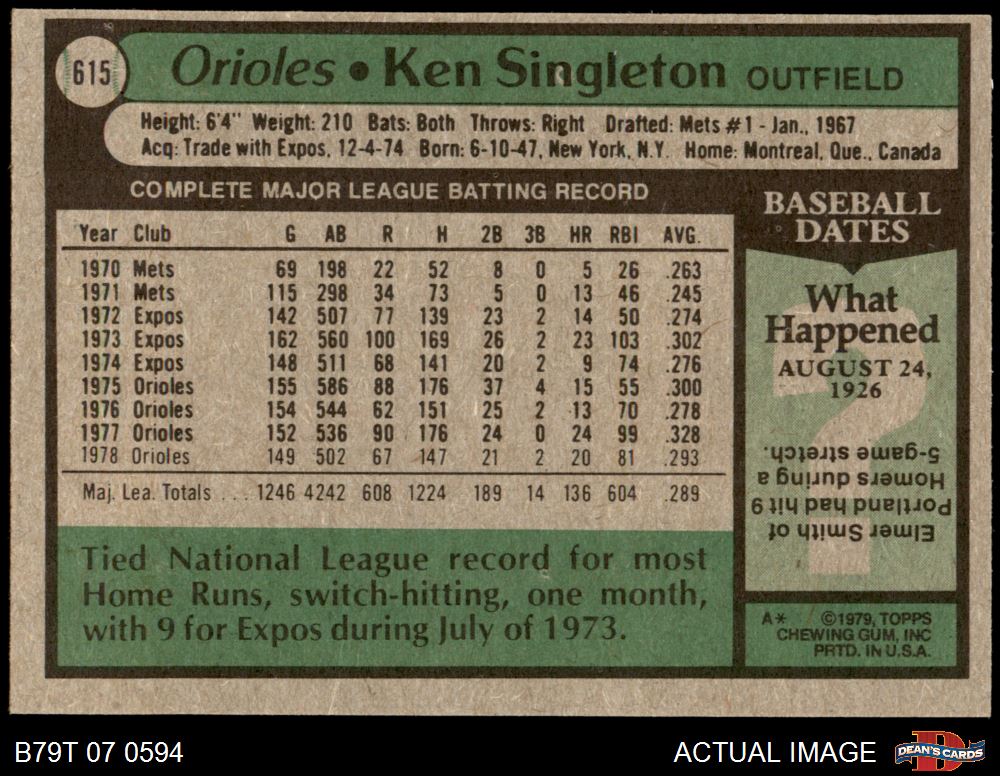 615
Orioles • Ken Singleton OUTFIELD
Height: 6'4" Weight: 210 Bats: Both Throws: Right Drafted: Mets #1 - Jan., 1967
Acq: Trade with Expos, 12-4-74 Born: 6-10-47, New York, N.Y. Home: Montreal, Que., Canada
COMPLETE MAJOR LEAGUE BATTING RECORD
Year Club G AB R H 2B 3B HR RBI AVG.
1970 Mets 69 198 22 52 8 0 5 26 .263
1971 Mets 115 298 34 73 5 0 13 46 .245
1972 Expos 142 507 77 139 23 2 14 50 .274
1973 Expos 162 560 100 169 26 2 23 103 .302
1974 Expos 148 511 68 141 20 2 9 74 .276
1975 Orioles 155 586 88 176 37 4 15 55 .300
1976 Orioles 154 544 62 151 25 2 13 70 .278
1977 Orioles 152 536 90 176 24 0 24 99 .328
1978 Orioles 149 502 67 147 21 2 20 81 .293
Maj. Lea. Totals ... 1246 4242 608 1224 189 14 136 604 .289
Tied National League record for most
Home Runs, switch-hitting, one month,
with 9 for Expos during July of 1973.
BASEBALL
DATES
What
Happened
AUGUST 24,
1926
Elmer Smith of
Portland had hit 9
Homers during a
5-game stretch.
A* ©1979, TOPPS
CHEWING GUM, INC
PRTD. IN U.S.A.
B79T 07 0594
ACTUAL IMAGE
DEAN'S CARDS